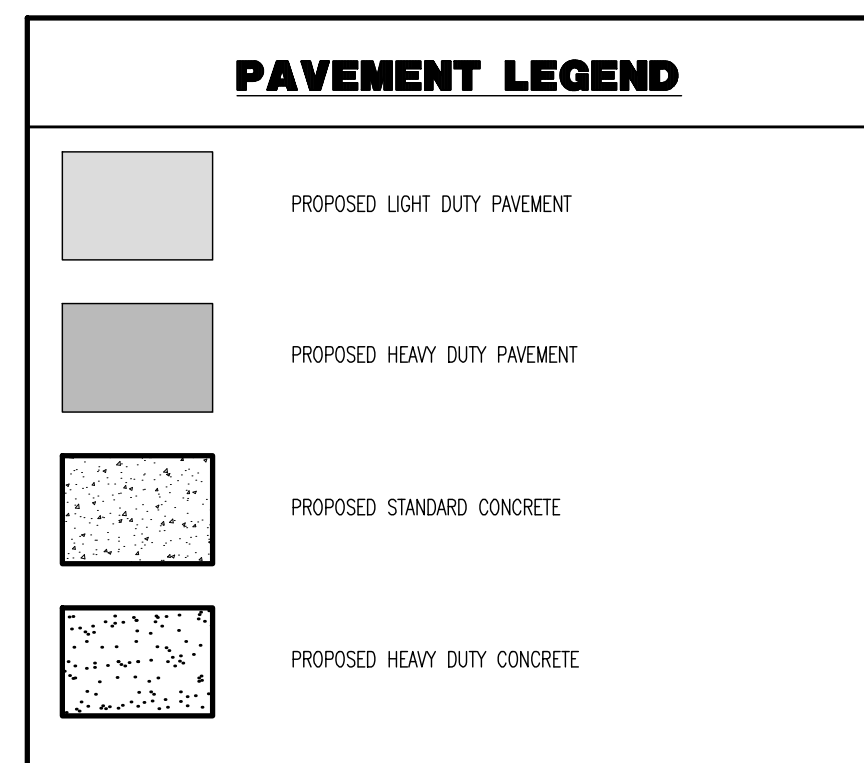 PAVEMENT LEGEND
PROPOSED LIGHT DUTY PAVEMENT
PROPOSED HEAVY DUTY PAVEMENT
PROPOSED STANDARD CONCRETE
PROPOSED HEAVY DUTY CONCRETE